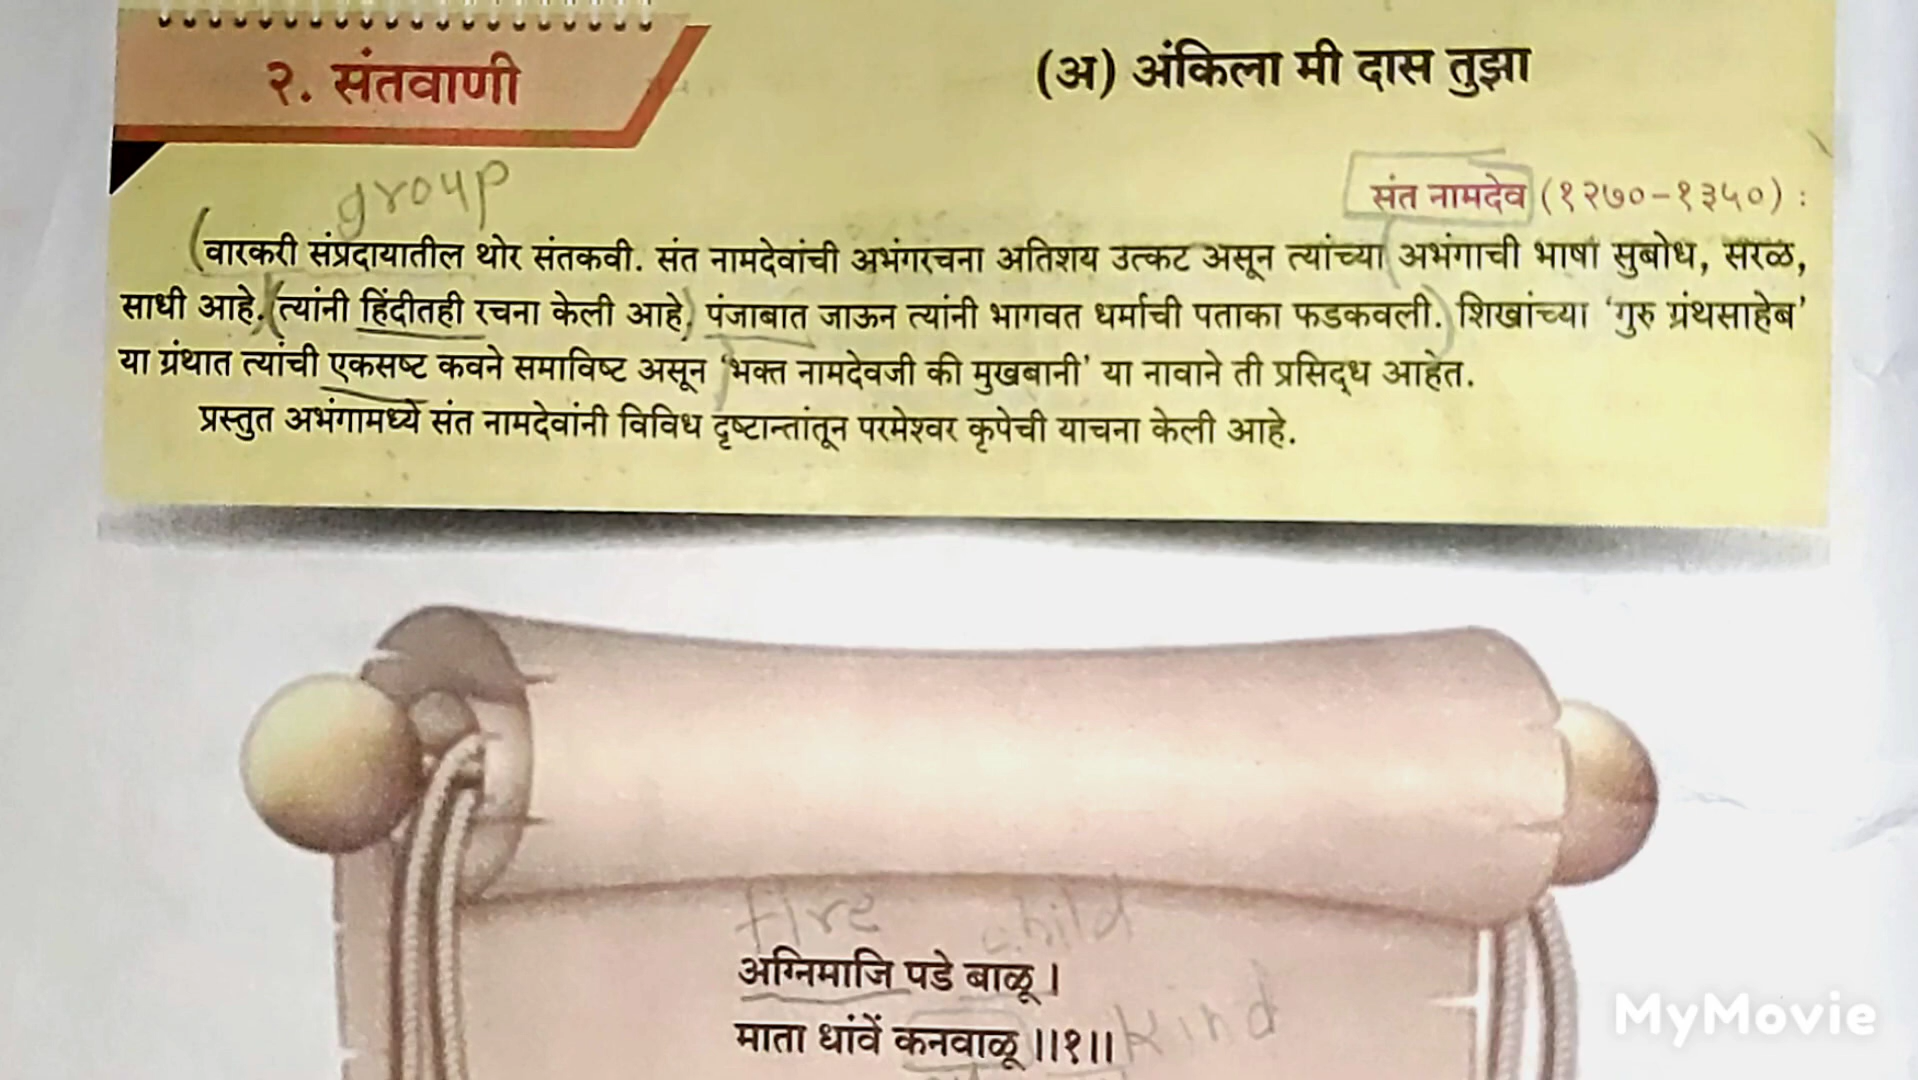 २. संतवाणी
(अ) अंकिला मी दास तुझा
group
संत नामदेव (१२७०-१३५०) :
वारकरी संप्रदायातील थोर संतकवी. संत नामदेवांची अभंगरचना अतिशय उत्कट असून त्यांच्या अभंगाची भाषा सुबोध, सरळ,
साधी आहे. त्यांनी हिंदीतही रचना केली आहे. पंजाबात जाऊन त्यांनी भागवत धर्माची पताका फडकवली. शिखांच्या 'गुरु ग्रंथसाहेब'
या ग्रंथात त्यांची एकसष्ट कवने समाविष्ट असून 'भक्त नामदेवजी की मुखबानी' या नावाने ती प्रसिद्ध आहेत.
प्रस्तुत अभंगामध्ये संत नामदेवांनी विविध दृष्टान्तांतून परमेश्वर कृपेची याचना केली आहे.
fire child
अग्निमाजि पडे बाळू ।
माता धांवें कनवाळू ।।१।। kind
MyMovie